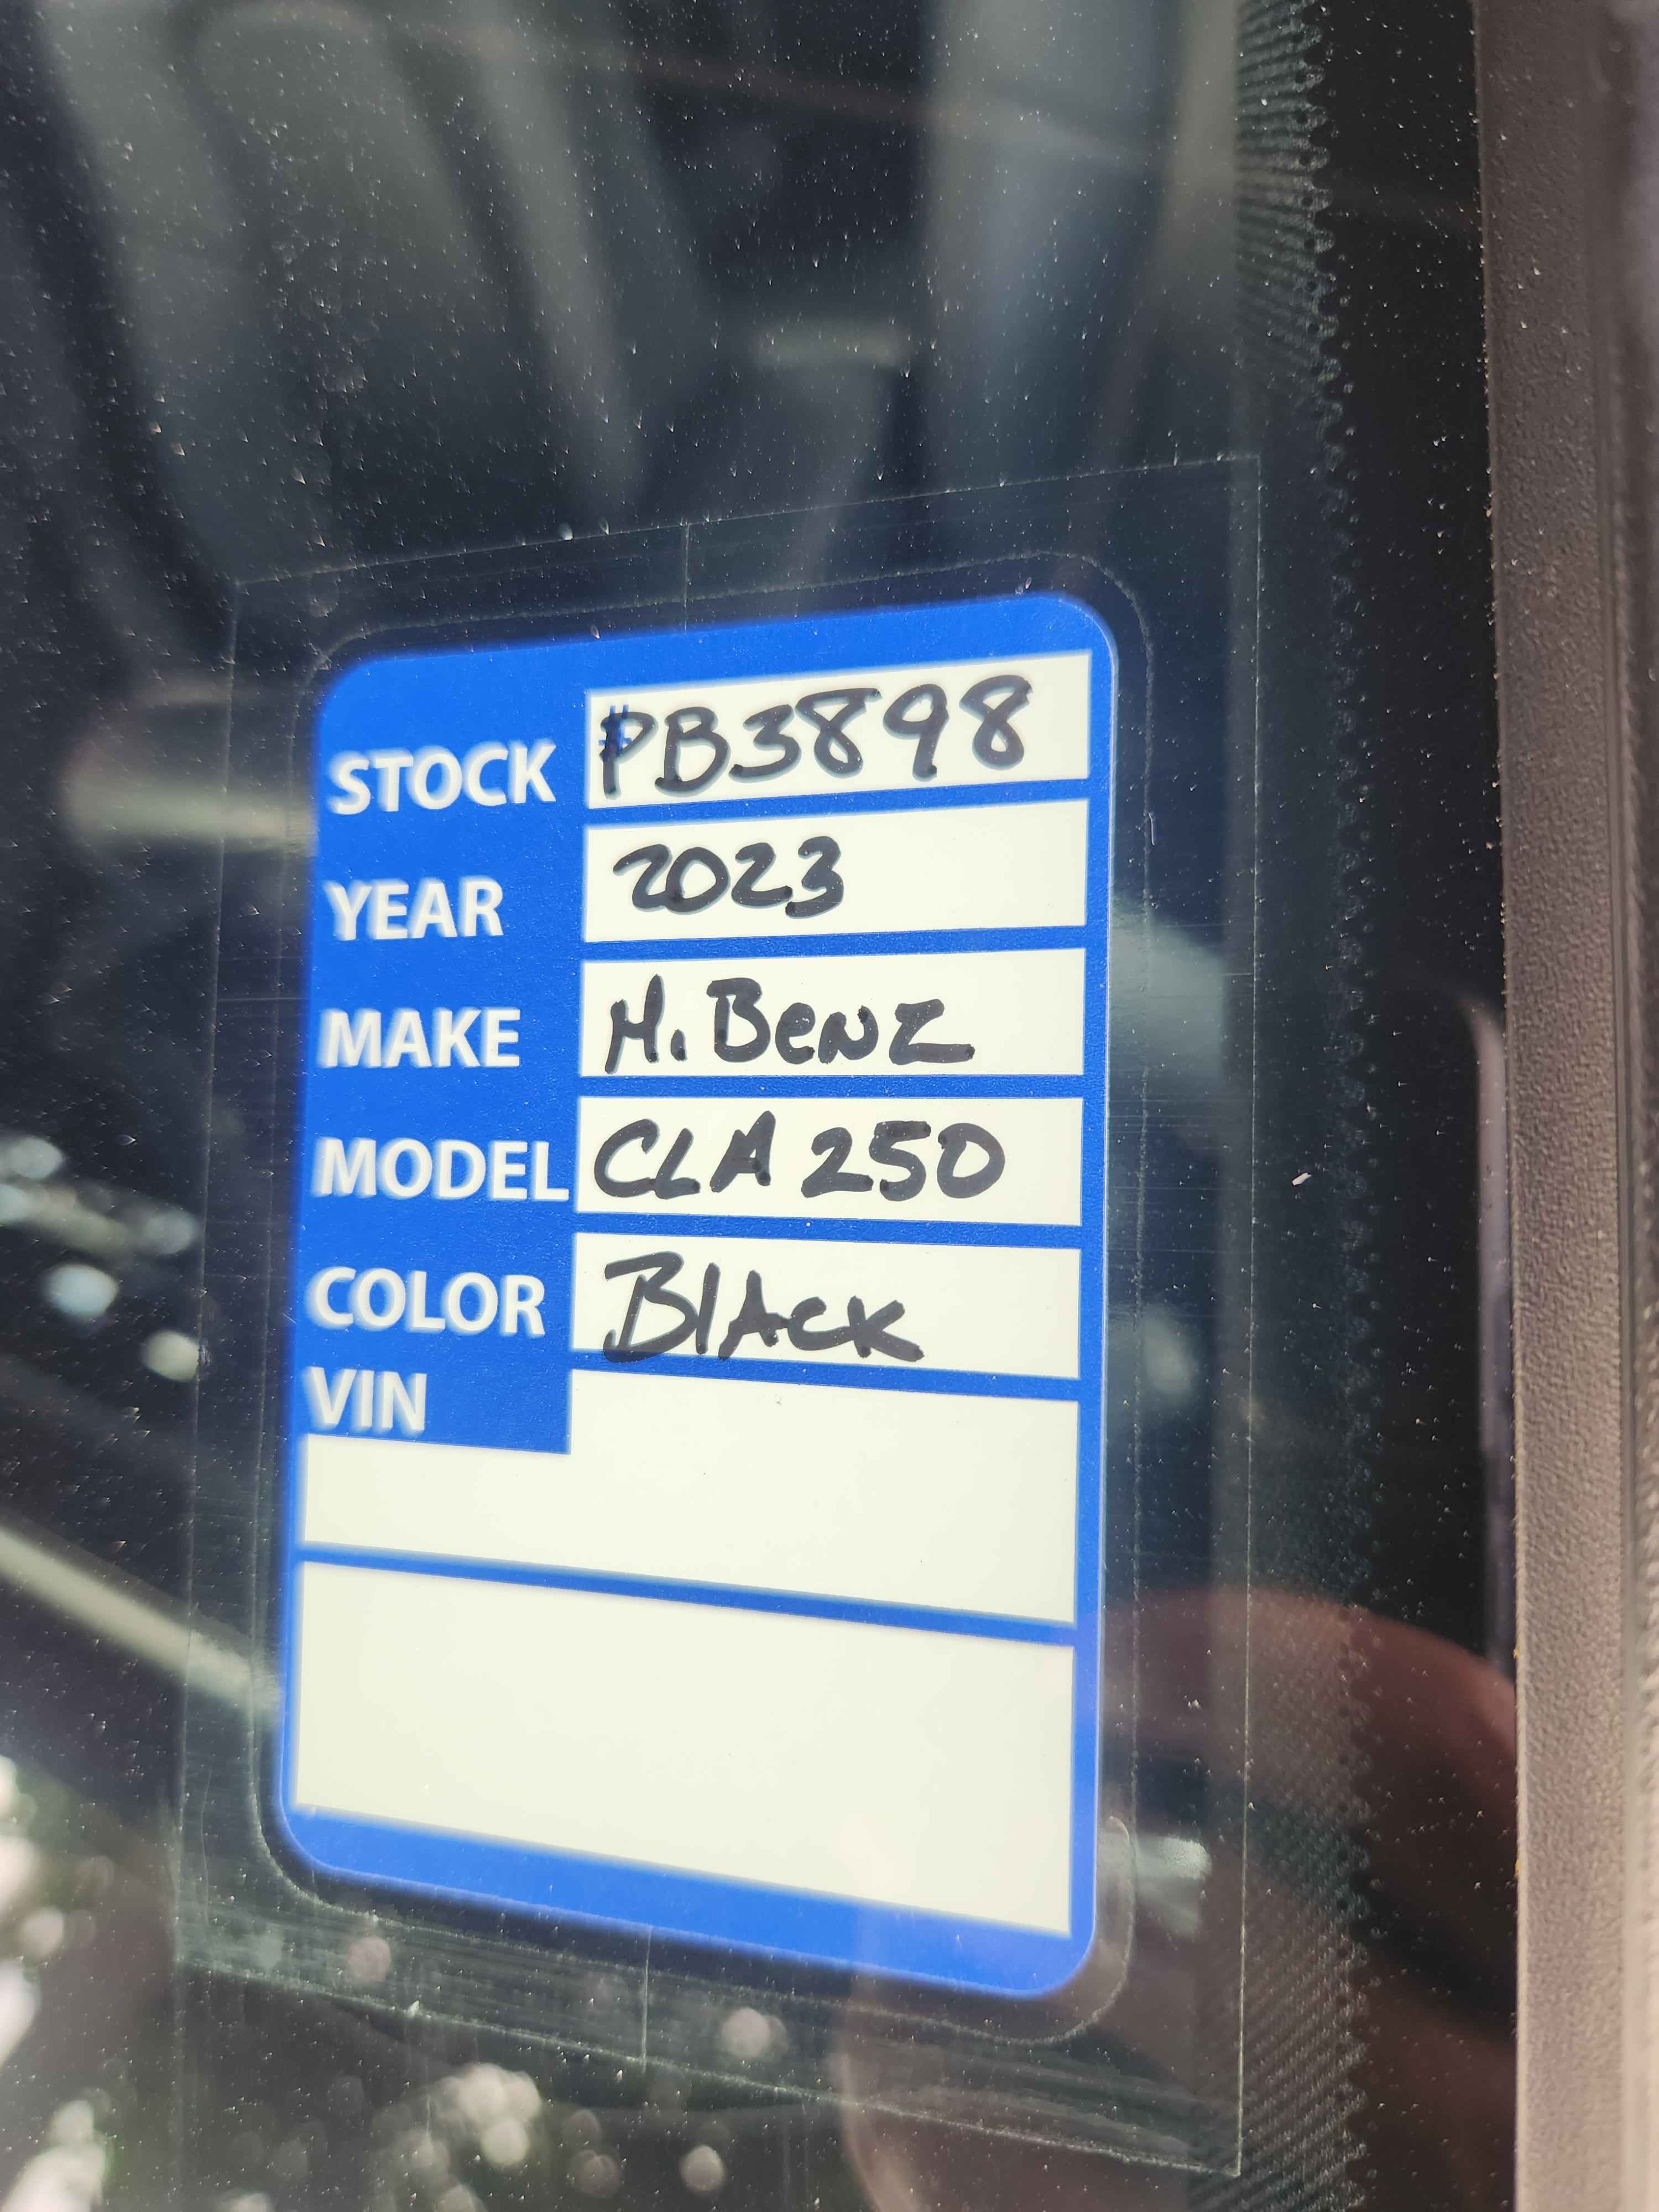 STOCK #PB3898
YEAR 2023
MAKE M. Benz
MODEL CLA 250
COLOR Black
VIN